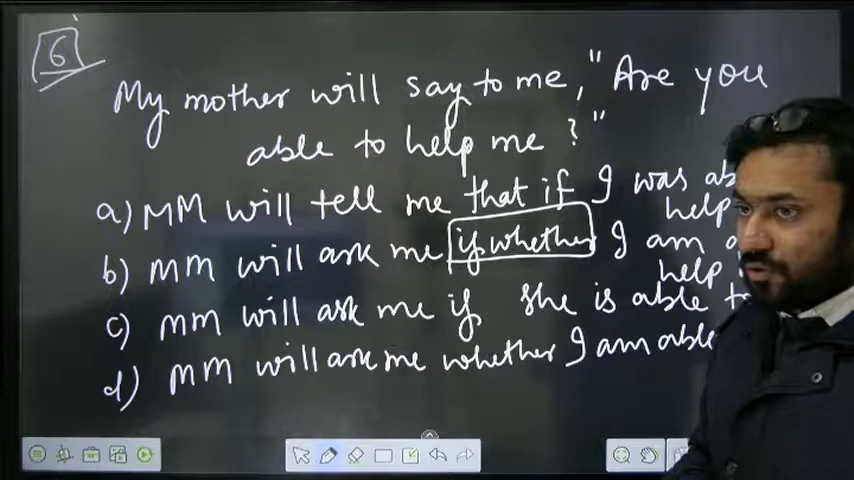 6
My mother will say to me, "Are you
able to help me ?"
a) MM will tell me that if I was
help
b) MM will ask me if whether I am
help
c) MM will ask me if she is able
d) MM will ask me whether I am able